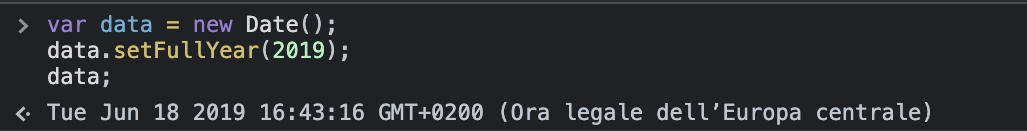 > var data = new Date();
data.setFullYear(2019);
data;
Tue Jun 18 2019 16:43:16 GMT+0200 (Ora legale dell’Europa centrale)